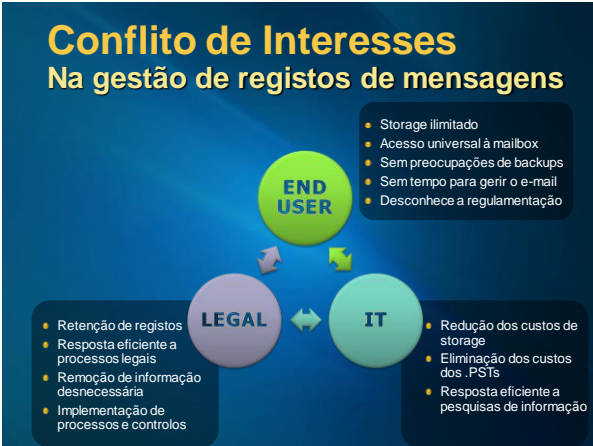 Conflito de Interesses
Na gestão de registos de mensagens
Storage ilimitado
Acesso universal à mailbox
Sem preocupações de backups
Sem tempo para gerir o e-mail
Desconhece a regulamentação
END
USER
LEGAL
IT
Retenção de registos
Resposta eficiente a
processos legais
Remoção de informação
desnecessária
Implementação de
processos e controlos
Redução dos custos de
storage
Eliminação dos custos
dos .PSTs
Resposta eficiente a
pesquisas de informação